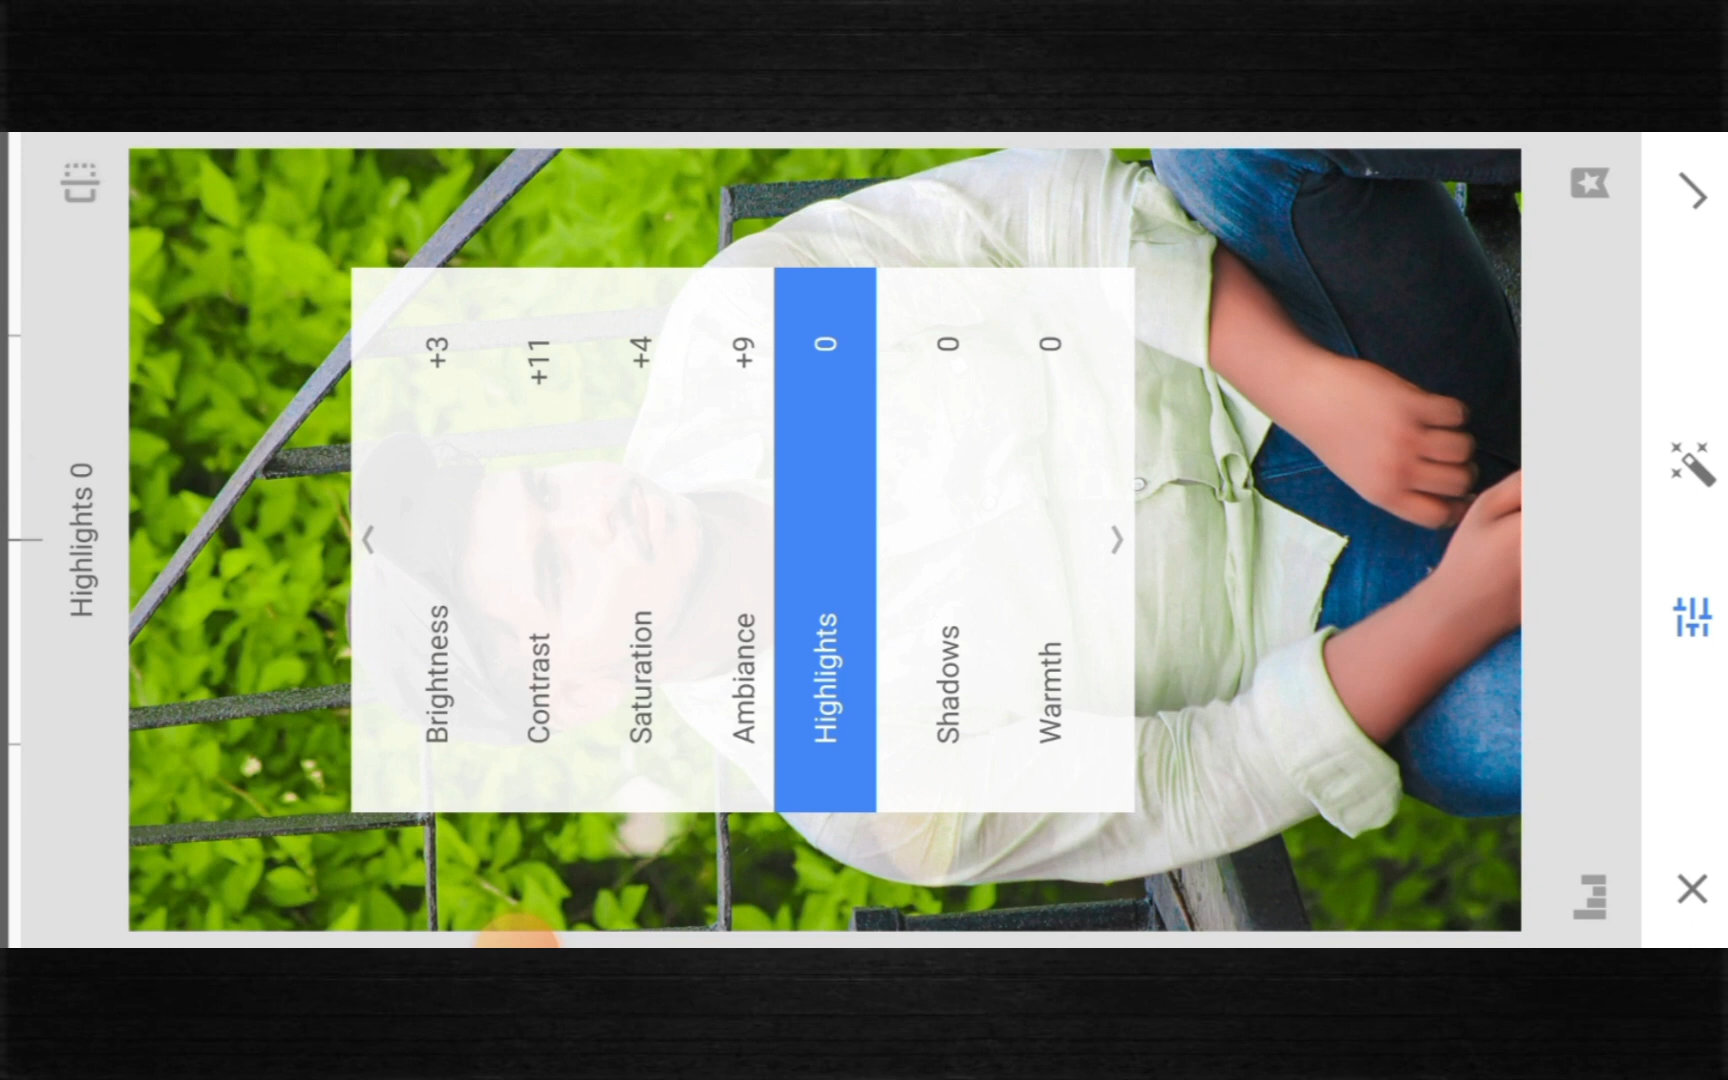 Highlights 0
Brightness +3
Contrast +11
Saturation +4
Ambiance +9
Highlights 0
Shadows 0
Warmth 0